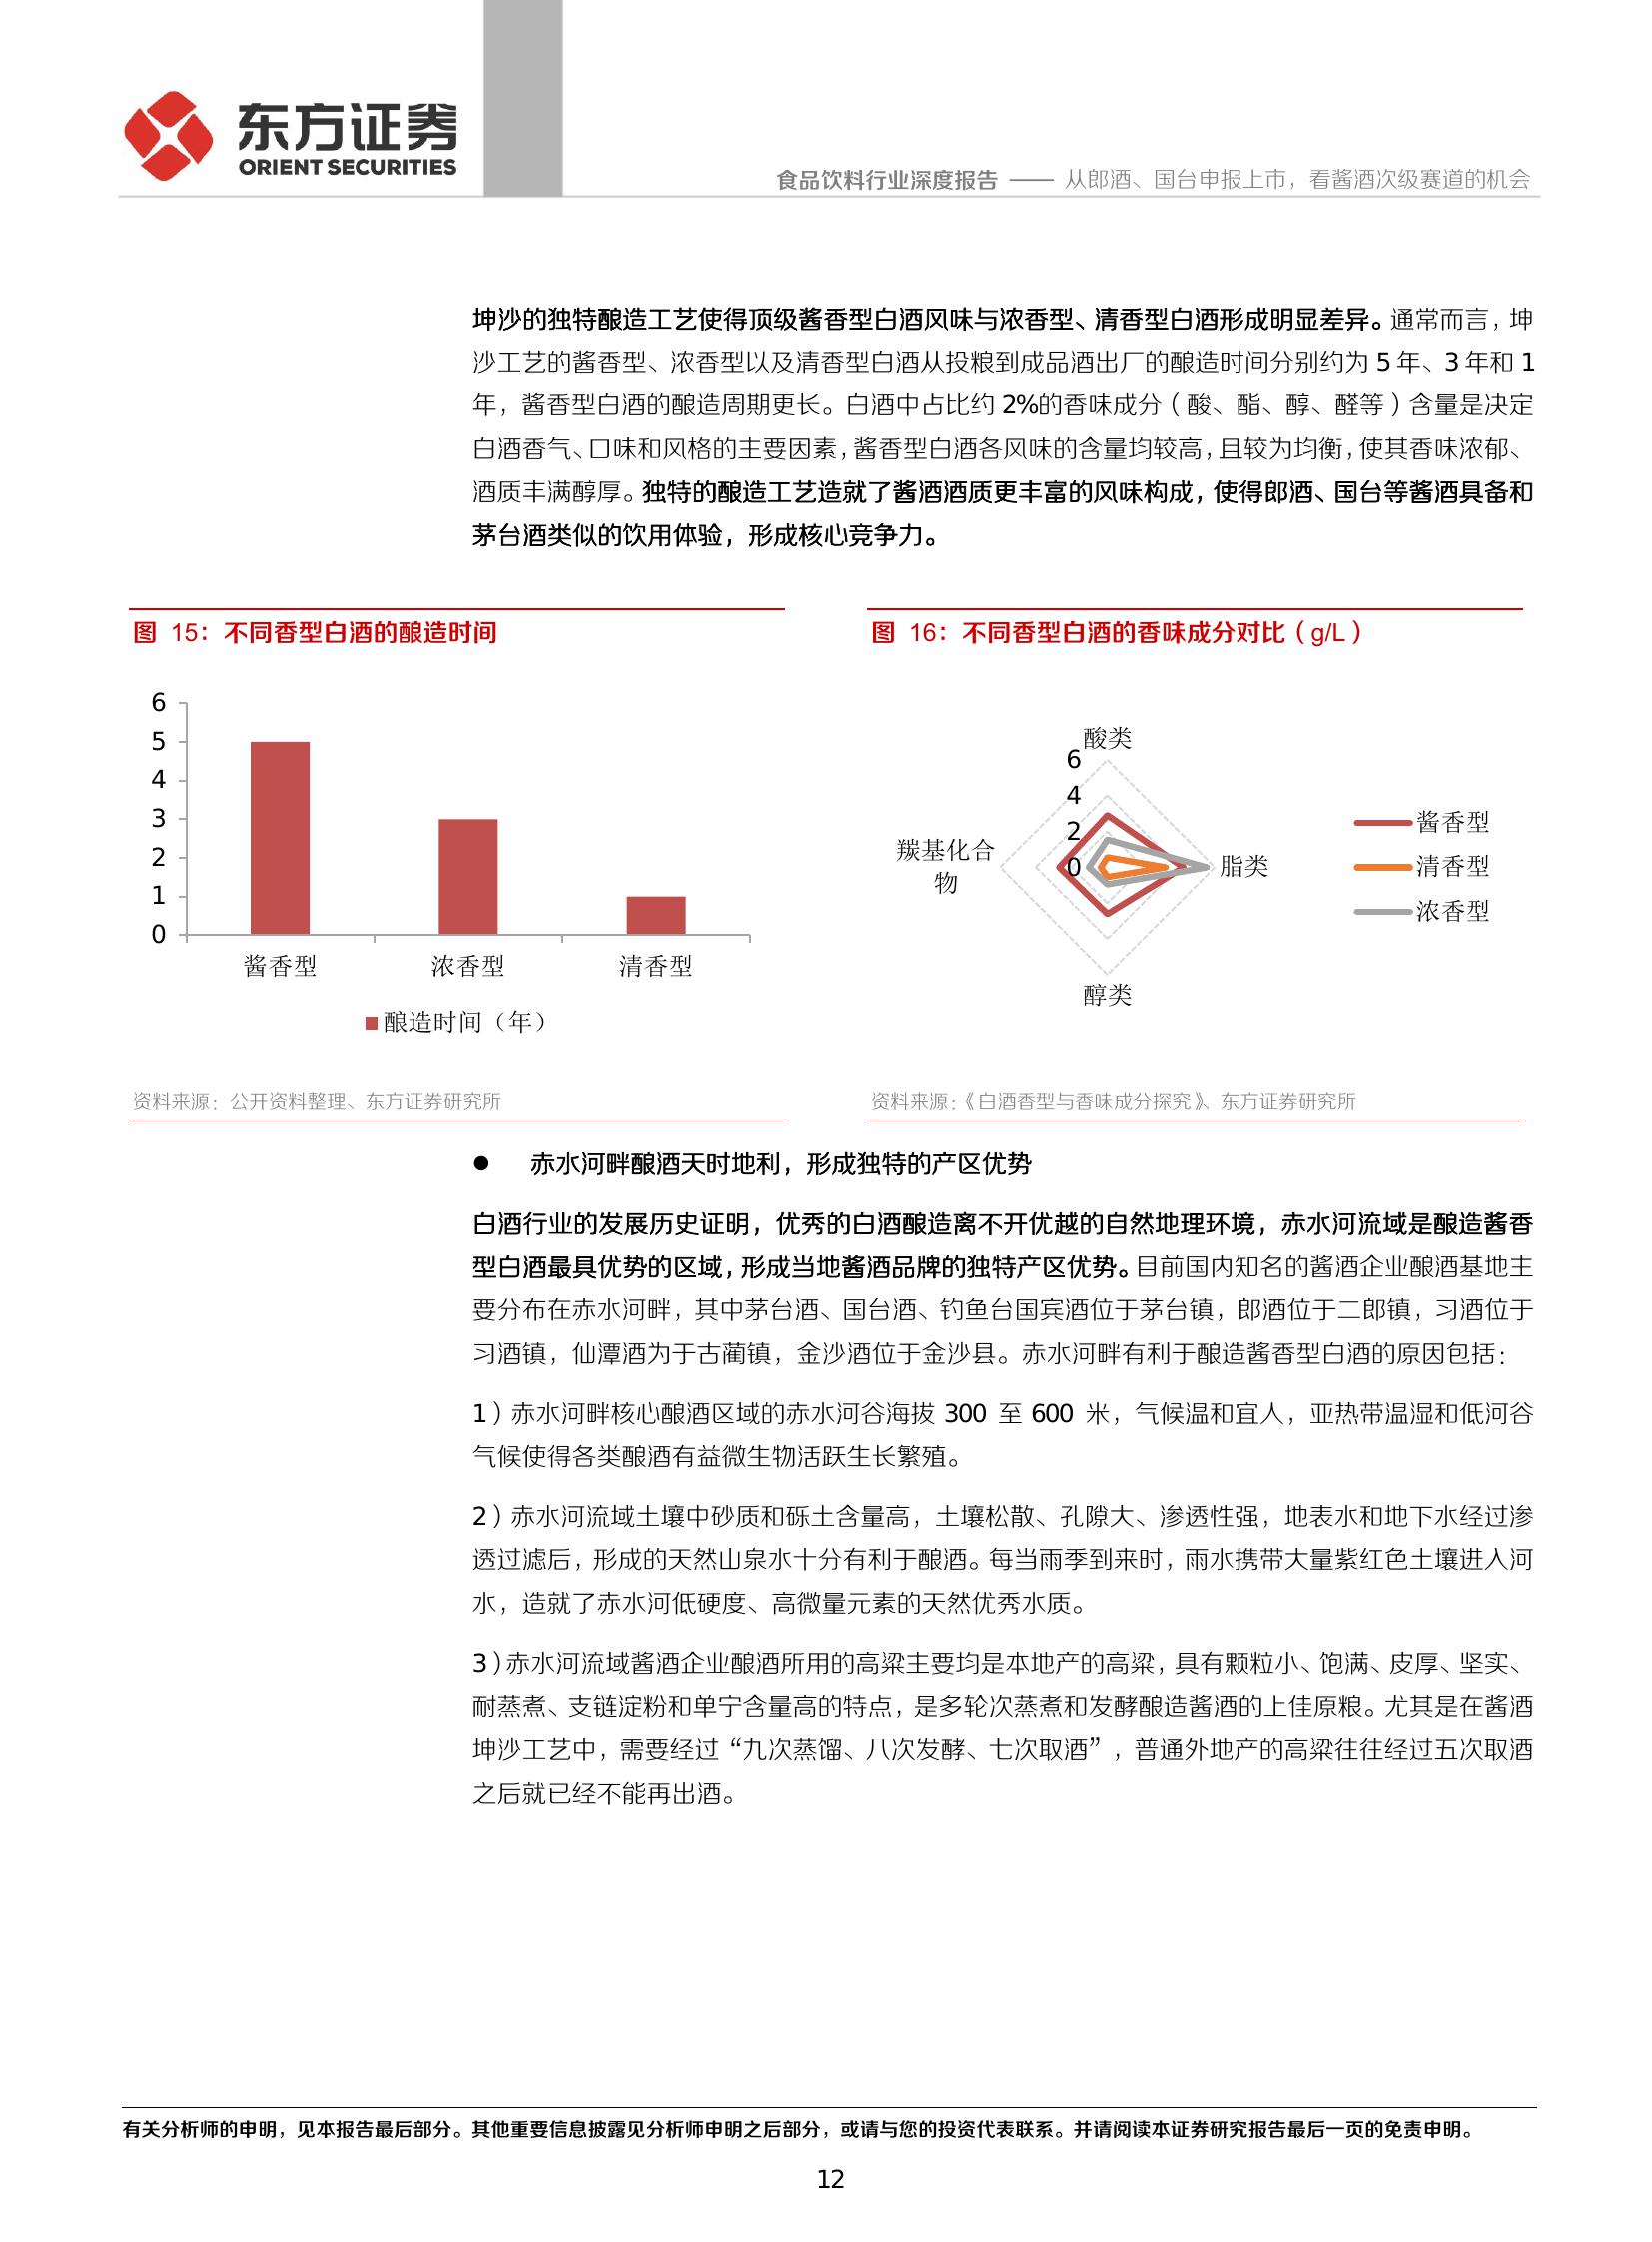 东方证券
ORIENT SECURITIES
食品饮料行业深度报告 —— 从郎酒、国台申报上市，看酱酒次级赛道的机会
坤沙的独特酿造工艺使得顶级酱香型白酒风味与浓香型、清香型白酒形成明显差异。通常而言，坤
沙工艺的酱香型、浓香型以及清香型白酒从投粮到成品酒出厂的酿造时间分别约为 5 年、3 年和 1
年，酱香型白酒的酿造周期更长。白酒中占比约 2%的香味成分（酸、酯、醇、醛等）含量是决定
白酒香气、口味和风格的主要因素，酱香型白酒各风味的含量均较高，且较为均衡，使其香味浓郁、
酒质丰满醇厚。独特的酿造工艺造就了酱酒酒质更丰富的风味构成，使得郎酒、国台等酱酒具备和
茅台酒类似的饮用体验，形成核心竞争力。
图 15：不同香型白酒的酿造时间
6
5
4
3
2
1
0
酱香型 浓香型 清香型
酿造时间（年）
资料来源：公开资料整理、东方证券研究所
图 16：不同香型白酒的香味成分对比（g/L）
酸类
6
4
2
0
羰基化合
物
脂类
醇类
酱香型
清香型
浓香型
资料来源：《白酒香型与香味成分探究》、东方证券研究所
● 赤水河畔酿酒天时地利，形成独特的产区优势
白酒行业的发展历史证明，优秀的白酒酿造离不开优越的自然地理环境，赤水河流域是酿造酱香
型白酒最具优势的区域，形成当地酱酒品牌的独特产区优势。目前国内知名的酱酒企业酿酒基地主
要分布在赤水河畔，其中茅台酒、国台酒、钓鱼台国宾酒位于茅台镇，郎酒位于二郎镇，习酒位于
习酒镇，仙潭酒为于古蔺镇，金沙酒位于金沙县。赤水河畔有利于酿造酱香型白酒的原因包括：
1）赤水河畔核心酿酒区域的赤水河谷海拔 300 至 600 米，气候温和宜人，亚热带温湿和低河谷
气候使得各类酿酒有益微生物活跃生长繁殖。
2）赤水河流域土壤中砂质和砾土含量高，土壤松散、孔隙大、渗透性强，地表水和地下水经过渗
透过滤后，形成的天然山泉水十分有利于酿酒。每当雨季到来时，雨水携带大量紫红色土壤进入河
水，造就了赤水河低硬度、高微量元素的天然优秀水质。
3）赤水河流域酱酒企业酿酒所用的高粱主要均是本地产的高粱，具有颗粒小、饱满、皮厚、坚实、
耐蒸煮、支链淀粉和单宁含量高的特点，是多轮次蒸煮和发酵酿造酱酒的上佳原粮。尤其是在酱酒
坤沙工艺中，需要经过“九次蒸馏、八次发酵、七次取酒”，普通外地产的高粱往往经过五次取酒
之后就已经不能再出酒。
有关分析师的申明，见本报告最后部分。其他重要信息披露见分析师申明之后部分，或请与您的投资代表联系。并请阅读本证券研究报告最后一页的免责申明。
12